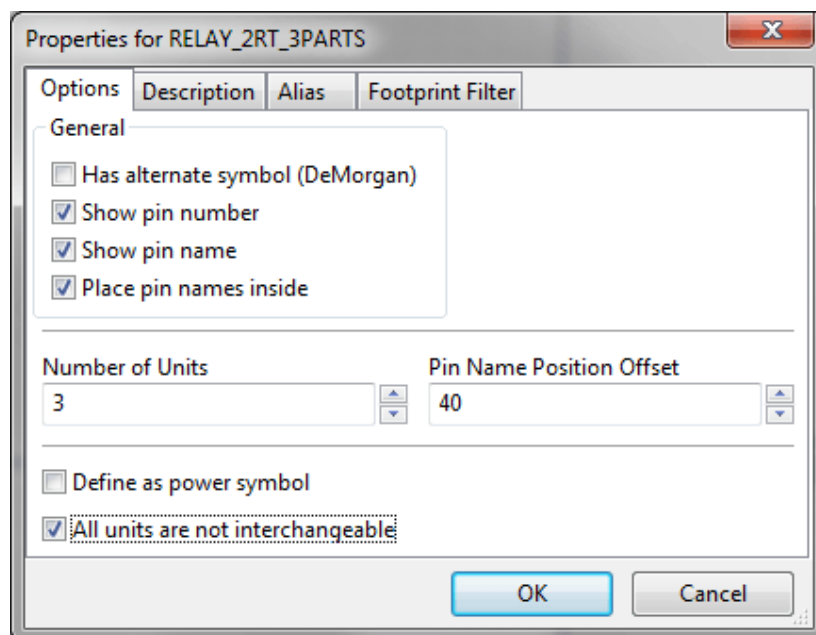 Properties for RELAY_2RT_3PARTS
Options Description Alias Footprint Filter
General
Has alternate symbol (DeMorgan)
Show pin number
Show pin name
Place pin names inside
Number of Units Pin Name Position Offset
3 40
Define as power symbol
All units are not interchangeable
OK Cancel